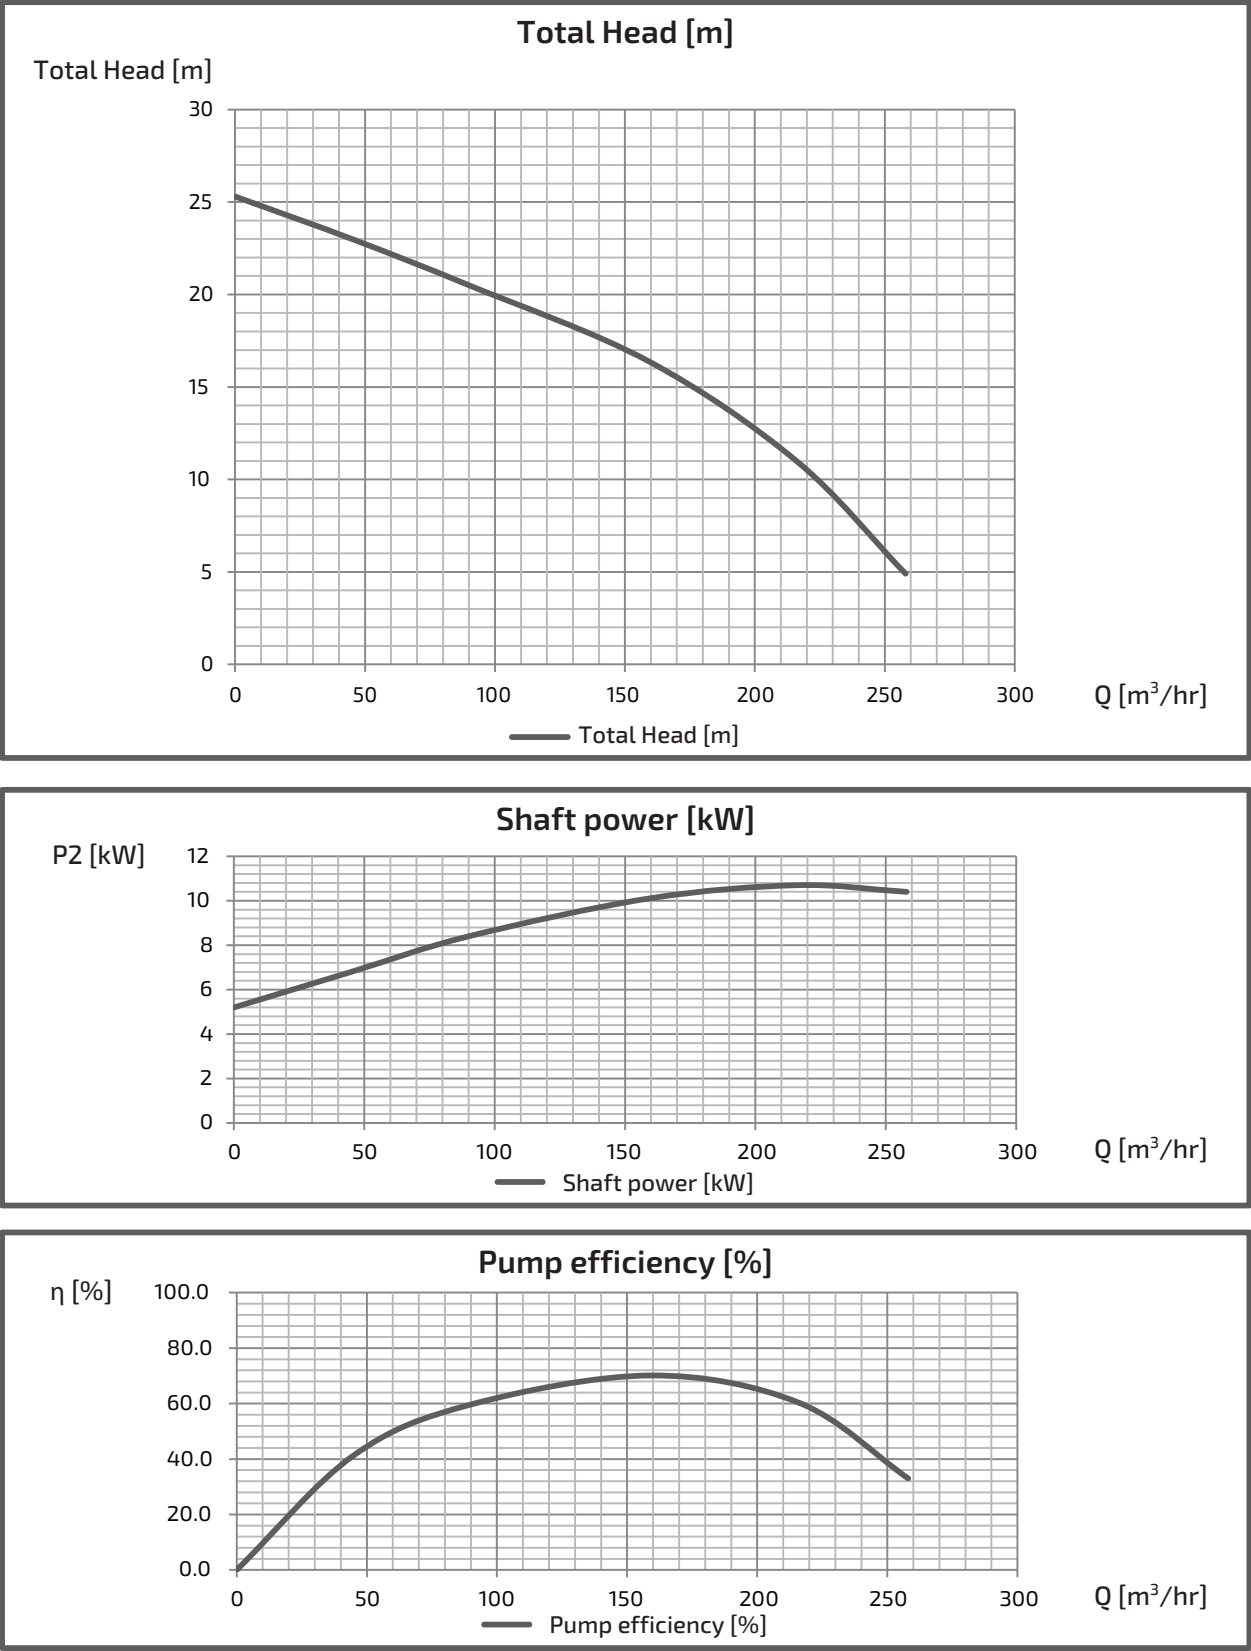 Total Head [m]
Total Head [m]
30
25
20
15
10
5
0
0 50 100 150 200 250 300 Q [m³/hr]
Total Head [m]
Shaft power [kW]
P2 [kW] 12
10
8
6
4
2
0
0 50 100 150 200 250 300 Q [m³/hr]
Shaft power [kW]
Pump efficiency [%]
η [%] 100.0
80.0
60.0
40.0
20.0
0.0
0 50 100 150 200 250 300 Q [m³/hr]
Pump efficiency [%]